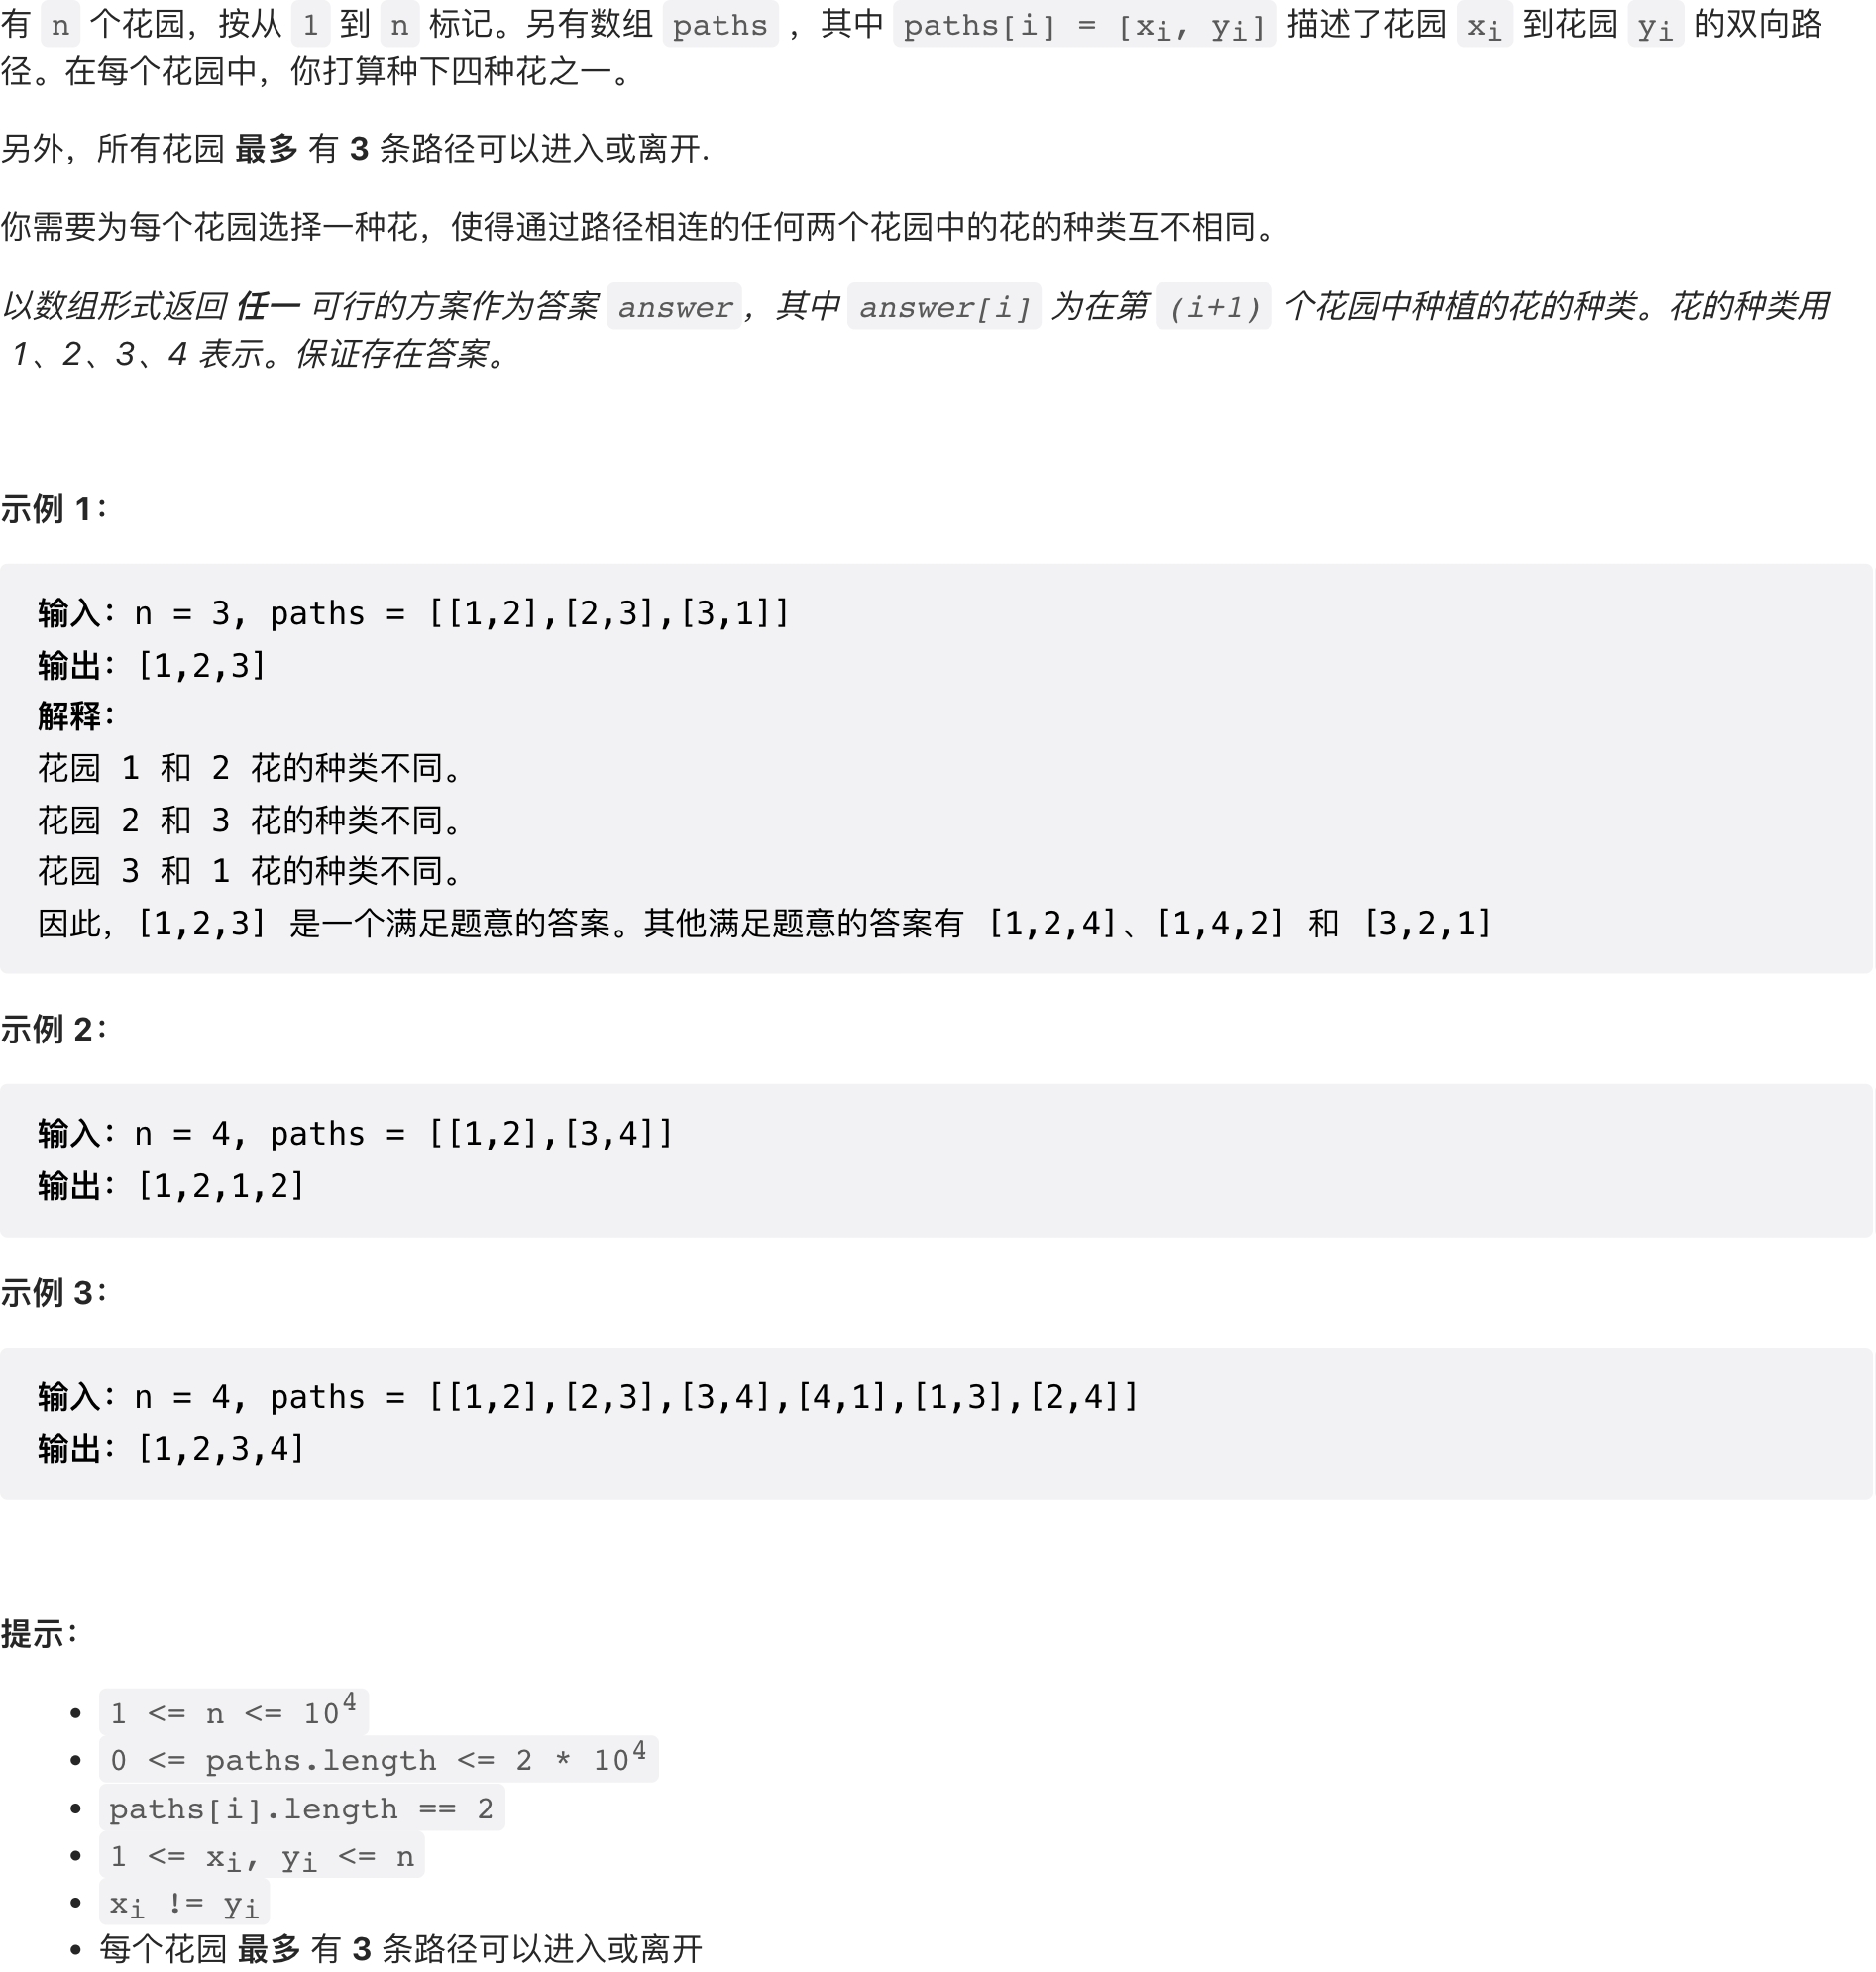 有 n 个花园，按从 1 到 n 标记。另有数组 paths ，其中 paths[i] = [xi, yi] 描述了花园 xi 到花园 yi 的双向路
径。在每个花园中，你打算种下四种花之一。
另外，所有花园 最多 有 3 条路径可以进入或离开.
你需要为每个花园选择一种花，使得通过路径相连的任何两个花园中的花的种类互不相同。
以数组形式返回 任一 可行的方案作为答案 answer，其中 answer[i] 为在第 (i+1) 个花园中种植的花的种类。花的种类用
1、2、3、4 表示。保证存在答案。
示例 1：
输入：n = 3, paths = [[1,2],[2,3],[3,1]]
输出：[1,2,3]
解释：
花园 1 和 2 花的种类不同。
花园 2 和 3 花的种类不同。
花园 3 和 1 花的种类不同。
因此，[1,2,3] 是一个满足题意的答案。其他满足题意的答案有 [1,2,4]、[1,4,2] 和 [3,2,1]
示例 2：
输入：n = 4, paths = [[1,2],[3,4]]
输出：[1,2,1,2]
示例 3：
输入：n = 4, paths = [[1,2],[2,3],[3,4],[4,1],[1,3],[2,4]]
输出：[1,2,3,4]
提示：
• 1 <= n <= 10⁴
• 0 <= paths.length <= 2 * 10⁴
• paths[i].length == 2
• 1 <= xi, yi <= n
• xi != yi
• 每个花园 最多 有 3 条路径可以进入或离开